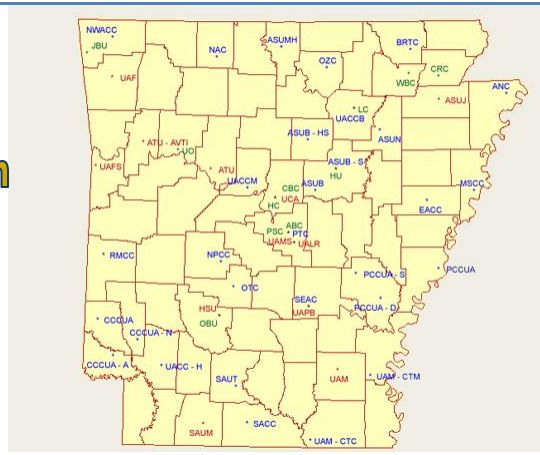 NWACC
JBU
UAF
NAC
ASUMH
OZC
BRTC
WBC
CRC
ANC
ASUJ
LC
UACCB
ASUN
ASUB - HS
ATU - AVTI
UO
UAFS
ATU
UACCM
ASUB - S
HU
ASUB
MSCC
EACC
CBC
HC UCA
ABC
PSC PTC
UAMS UALR
RMCC
NPCC
OTC
PCCUA - S
PCCUA
PCCUA - D
SEAC
UAPB
HSU
OBU
CCCUA
CCCUA - N
CCCUA - A
UACC - H
SAUT
UAM
UAM - CTM
SAUM
SACC
UAM - CTC